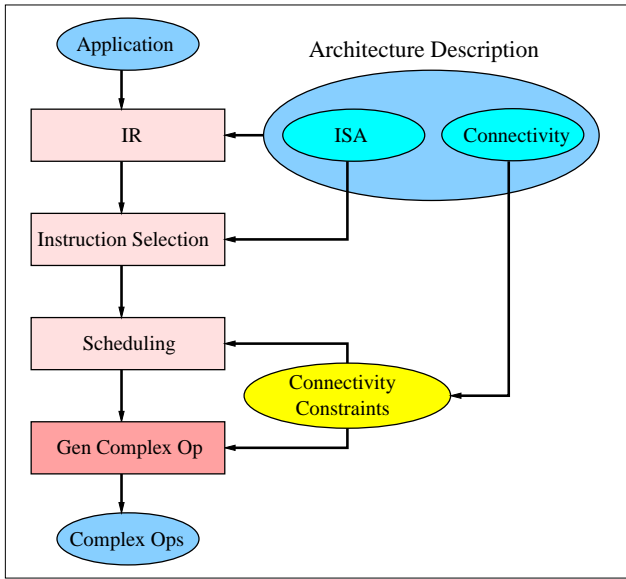 Application
Architecture Description
IR
ISA
Connectivity
Instruction Selection
Scheduling
Connectivity
Constraints
Gen Complex Op
Complex Ops